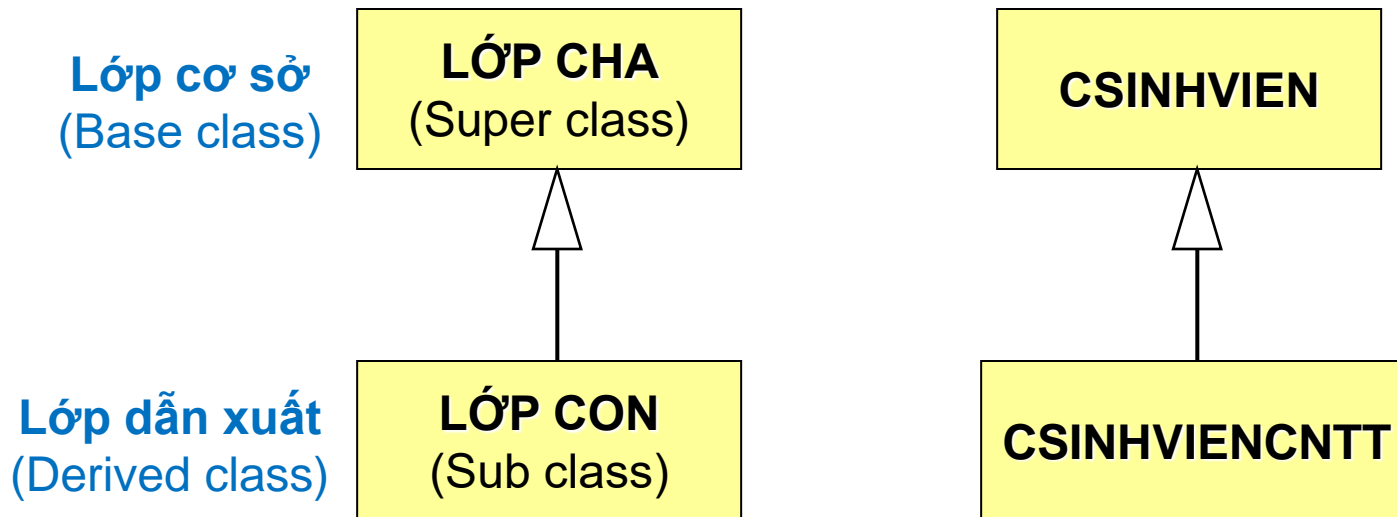 Lớp cơ sở
(Base class)
LỚP CHA
(Super class)
CSINHVIEN
Lớp dẫn xuất
(Derived class)
LỚP CON
(Sub class)
CSINHVIENCNTT